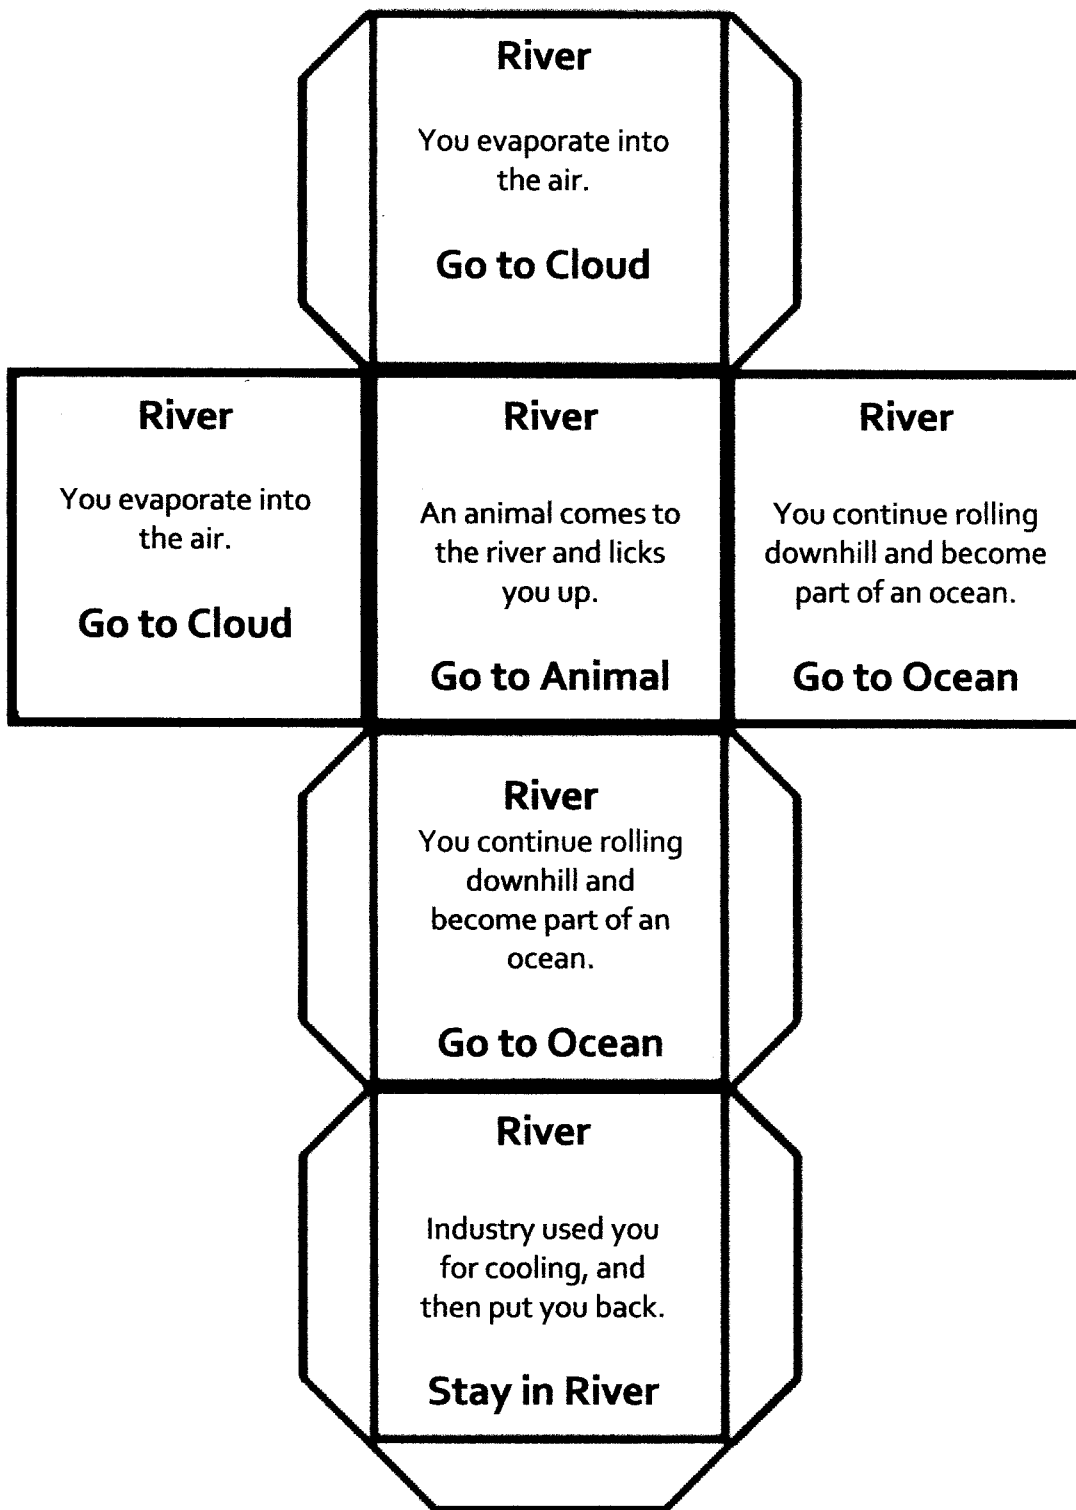 River
You evaporate into
the air.
Go to Cloud
River
You evaporate into
the air.
Go to Cloud
River
An animal comes to
the river and licks
you up.
Go to Animal
River
You continue rolling
downhill and become
part of an ocean.
Go to Ocean
River
You continue rolling
downhill and
become part of an
ocean.
Go to Ocean
River
Industry used you
for cooling, and
then put you back.
Stay in River